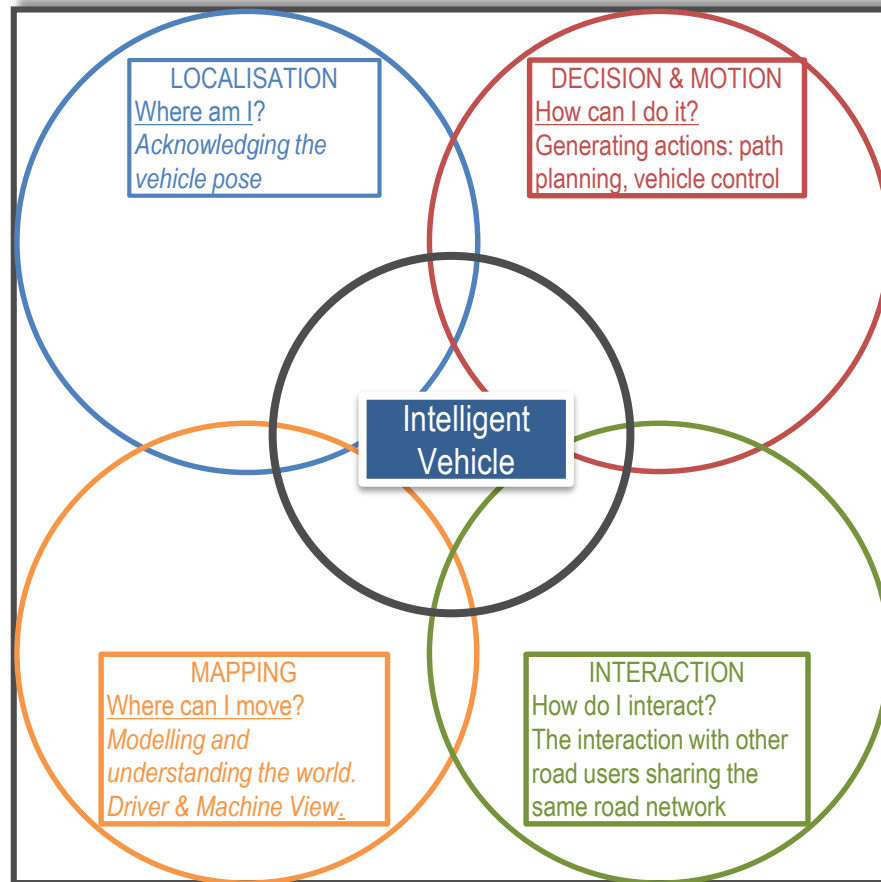 LOCALISATION
Where am I?
Acknowledging the
vehicle pose
DECISION & MOTION
How can I do it?
Generating actions: path
planning, vehicle control
Intelligent
Vehicle
MAPPING
Where can I move?
Modelling and
understanding the world.
Driver & Machine View.
INTERACTION
How do I interact?
The interaction with other
road users sharing the
same road network